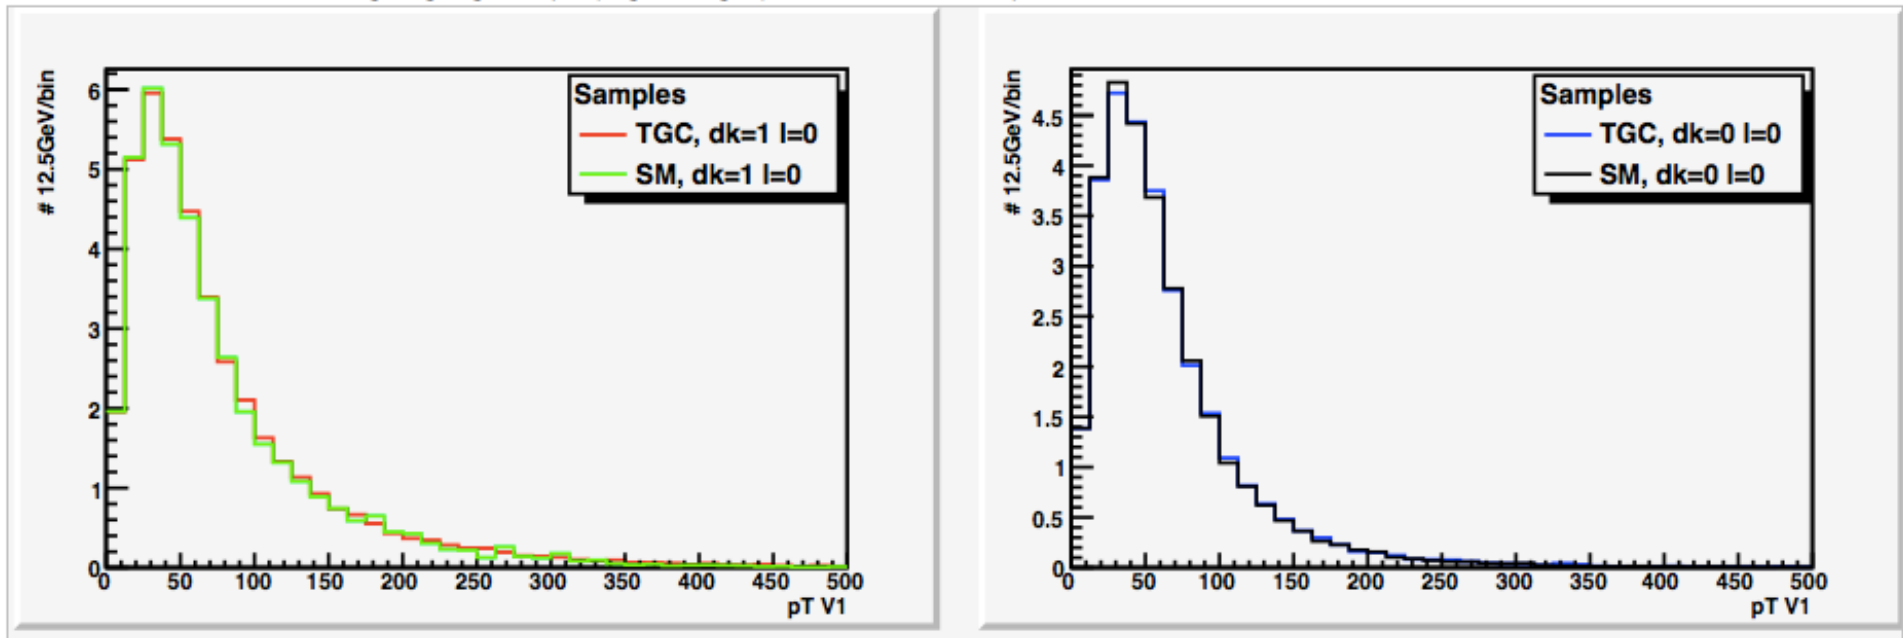 # 12.5GeV/bin
Samples
TGC, dk=1 l=0
SM, dk=1 l=0
6
5
4
3
2
1
0
0 50 100 150 200 250 300 350 400 450 500
pT V1
# 12.5GeV/bin
Samples
TGC, dk=0 l=0
SM, dk=0 l=0
4.5
4
3.5
3
2.5
2
1.5
1
0.5
0
0 50 100 150 200 250 300 350 400 450 500
pT V1